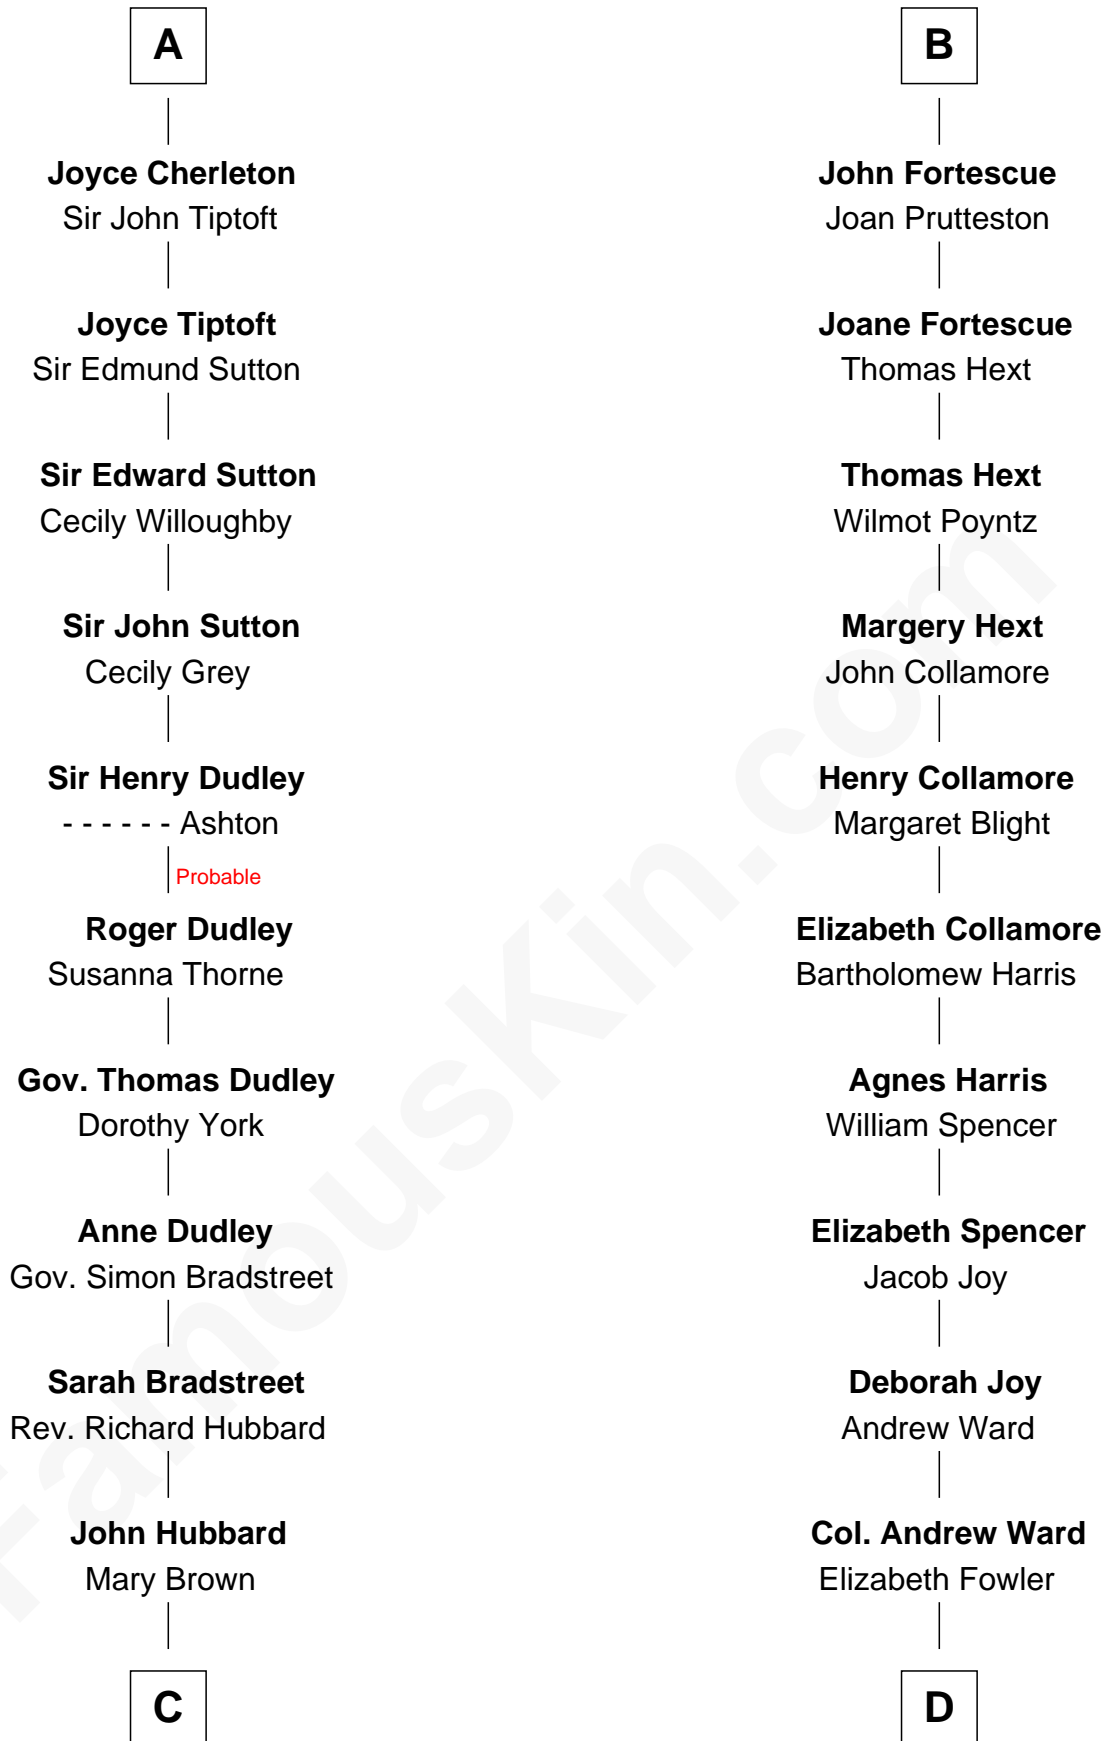 A
Joyce Cherleton
Sir John Tiptoft
Joyce Tiptoft
Sir Edmund Sutton
Sir Edward Sutton
Cecily Willoughby
Sir John Sutton
Cecily Grey
Sir Henry Dudley
- - - - - - Ashton
Probable
Roger Dudley
Susanna Thorne
Gov. Thomas Dudley
Dorothy York
Anne Dudley
Gov. Simon Bradstreet
Sarah Bradstreet
Rev. Richard Hubbard
John Hubbard
Mary Brown
C
B
John Fortescue
Joan Prutteston
Joane Fortescue
Thomas Hext
Thomas Hext
Wilmot Poyntz
Margery Hext
John Collamore
Henry Collamore
Margaret Blight
Elizabeth Collamore
Bartholomew Harris
Agnes Harris
William Spencer
Elizabeth Spencer
Jacob Joy
Deborah Joy
Andrew Ward
Col. Andrew Ward
Elizabeth Fowler
D
FamousKin.com